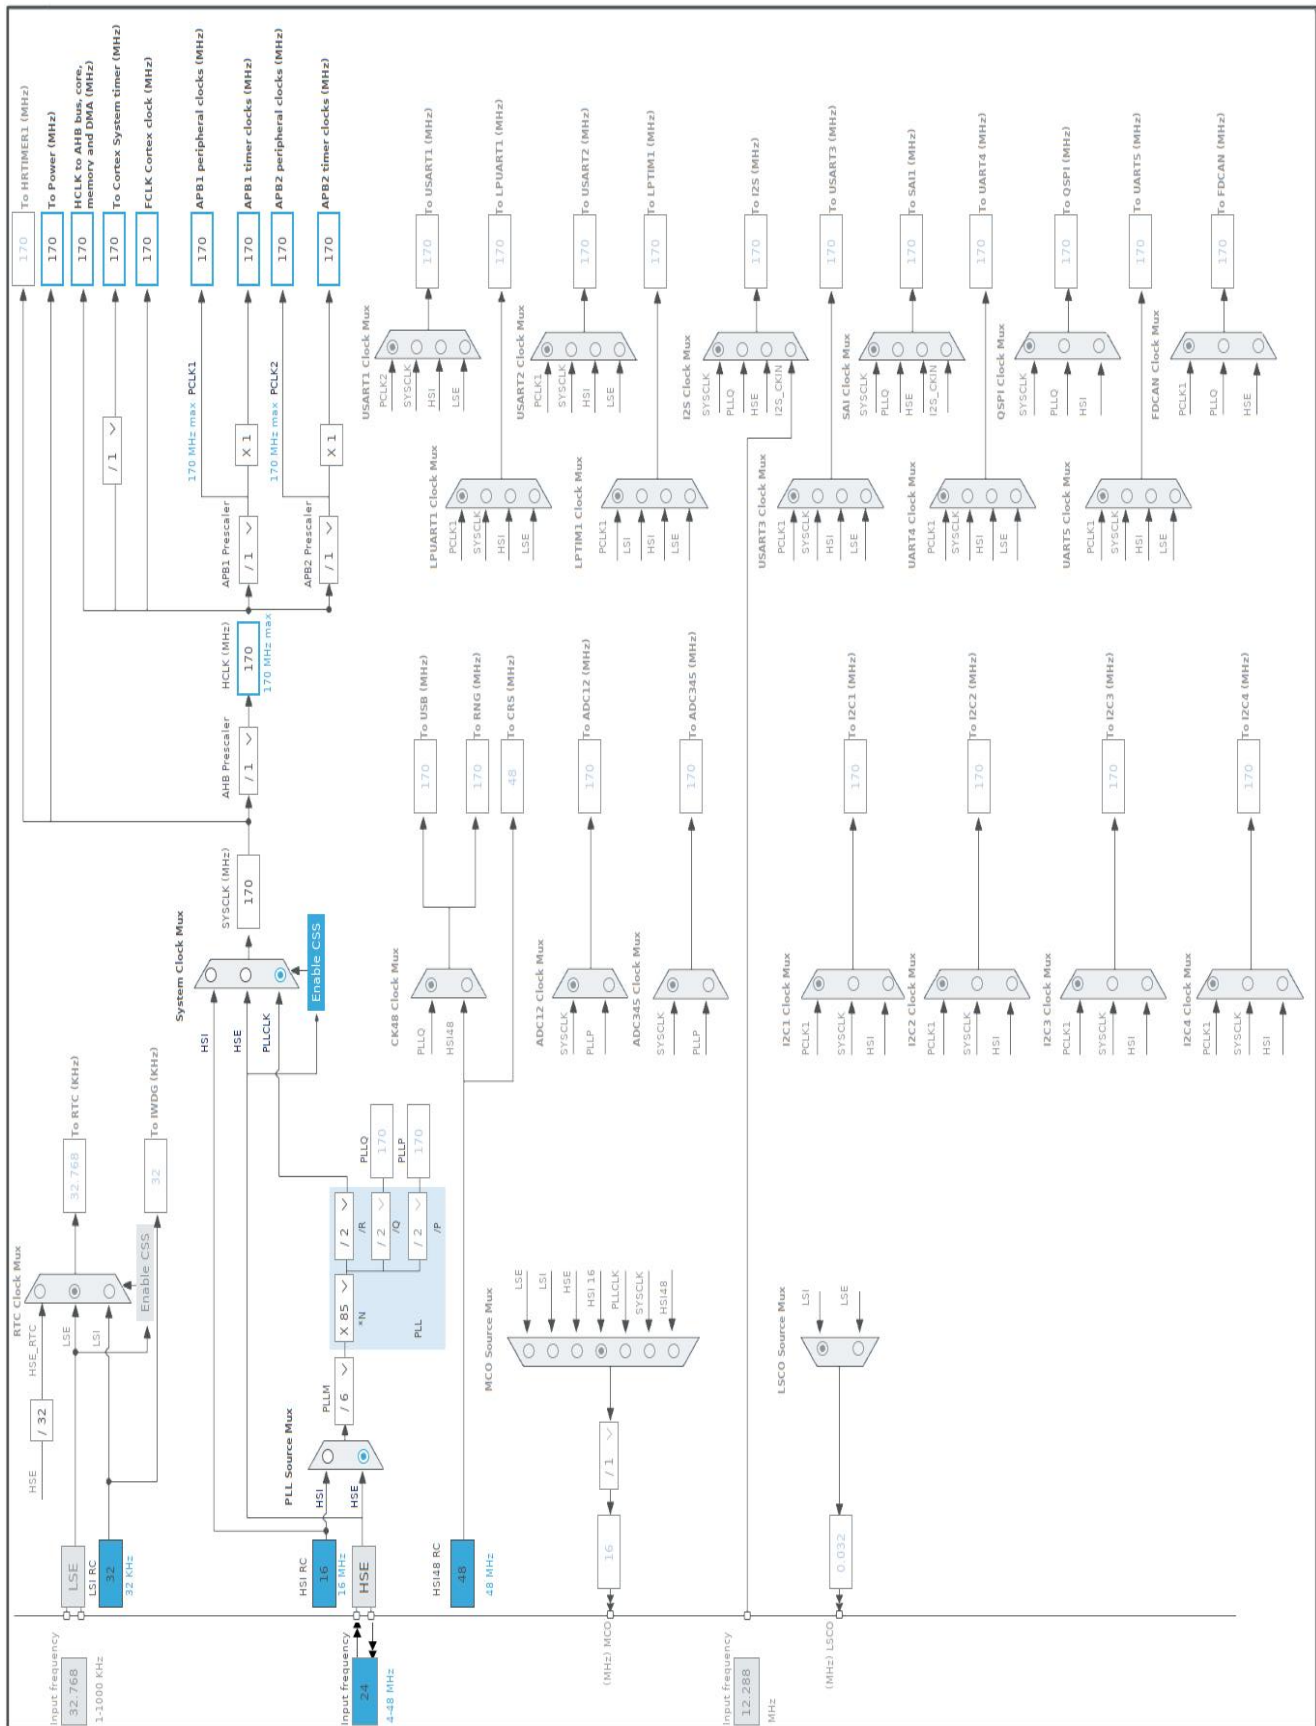 Input frequency
32.768
1-1000 KHz
LSE
LSI RC
32
32 KHz
HSE
/ 32
HSE_RTC
LSE
LSI
RTC Clock Mux
Enable CSS
32.768
To RTC (KHz)
32
To IWDG (KHz)
Input frequency
24
4-48 MHz
HSI RC
16
16 MHz
HSE
HSI48 RC
48
48 MHz
PLL Source Mux
HSI
HSE
PLLM
/ 6
X 85
*N
PLL
/ 2
/R
/ 2
/Q
/ 2
/P
PLLQ
170
PLLP
170
System Clock Mux
HSI
HSE
PLLCLK
Enable CSS
SYSCLK (MHz)
170
AHB Prescaler
/ 1
HCLK (MHz)
170
170 MHz max
APB1 Prescaler
/ 1
APB2 Prescaler
/ 1
/ 1
X 1
X 1
170 MHz max PCLK1
170 MHz max PCLK2
170
To HRTIMER1 (MHz)
170
To Power (MHz)
170
HCLK to AHB bus, core,
memory and DMA (MHz)
170
To Cortex System timer (MHz)
170
FCLK Cortex clock (MHz)
170
APB1 peripheral clocks (MHz)
170
APB1 timer clocks (MHz)
170
APB2 peripheral clocks (MHz)
170
APB2 timer clocks (MHz)
CK48 Clock Mux
PLLQ
HSI48
170
To USB (MHz)
170
To RNG (MHz)
48
To CRS (MHz)
ADC12 Clock Mux
SYSCLK
PLLP
170
To ADC12 (MHz)
ADC345 Clock Mux
SYSCLK
PLLP
170
To ADC345 (MHz)
USART1 Clock Mux
PCLK2
SYSCLK
HSI
LSE
170
To USART1 (MHz)
LPUART1 Clock Mux
PCLK1
SYSCLK
HSI
LSE
170
To LPUART1 (MHz)
USART2 Clock Mux
PCLK1
SYSCLK
HSI
LSE
170
To USART2 (MHz)
LPTIM1 Clock Mux
PCLK1
LSI
HSI
LSE
170
To LPTIM1 (MHz)
MCO Source Mux
LSE
LSI
HSE
HSI 16
PLLCLK
SYSCLK
HSI48
/ 1
16
(MHz) MCO
Input frequency
12.288
MHz
I2S Clock Mux
SYSCLK
PLLQ
HSE
I2S_CKIN
170
To I2S (MHz)
USART3 Clock Mux
PCLK1
SYSCLK
HSI
LSE
170
To USART3 (MHz)
SAI Clock Mux
SYSCLK
PLLQ
HSE
I2S_CKIN
170
To SAI1 (MHz)
UART4 Clock Mux
PCLK1
SYSCLK
HSI
LSE
170
To UART4 (MHz)
QSPI Clock Mux
SYSCLK
PLLQ
HSI
170
To QSPI (MHz)
UART5 Clock Mux
PCLK1
SYSCLK
HSI
LSE
170
To UART5 (MHz)
FDCAN Clock Mux
PCLK1
PLLQ
HSE
170
To FDCAN (MHz)
LSCO Source Mux
LSI
LSE
0.032
(MHz) LSCO
I2C1 Clock Mux
PCLK1
SYSCLK
HSI
170
To I2C1 (MHz)
I2C2 Clock Mux
PCLK1
SYSCLK
HSI
170
To I2C2 (MHz)
I2C3 Clock Mux
PCLK1
SYSCLK
HSI
170
To I2C3 (MHz)
I2C4 Clock Mux
PCLK1
SYSCLK
HSI
170
To I2C4 (MHz)